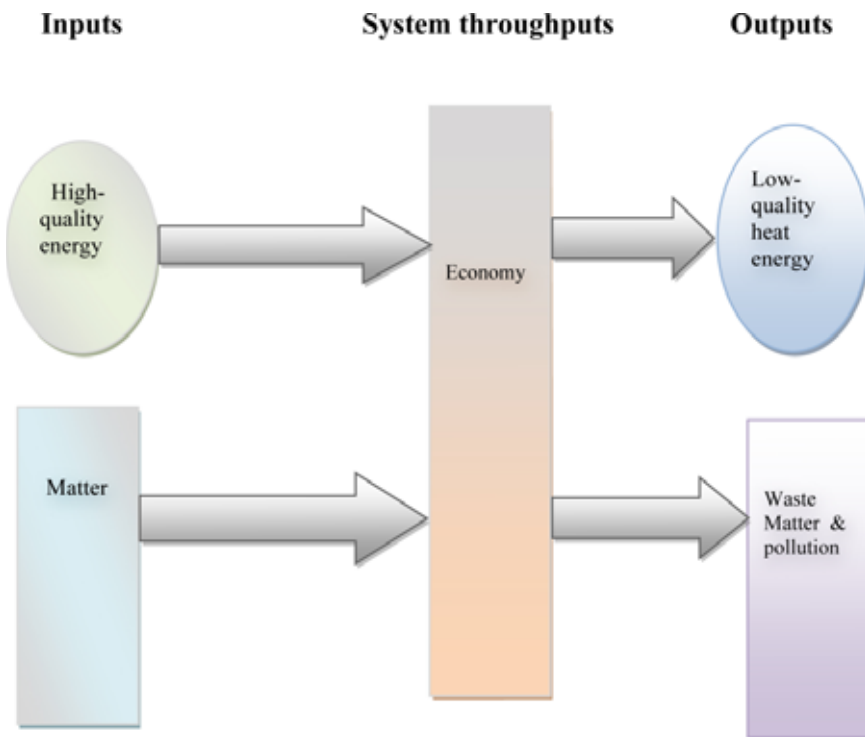 Inputs
System throughputs
Outputs
High-
quality
energy
Economy
Low-
quality
heat
energy
Matter
Waste
Matter & 
pollution